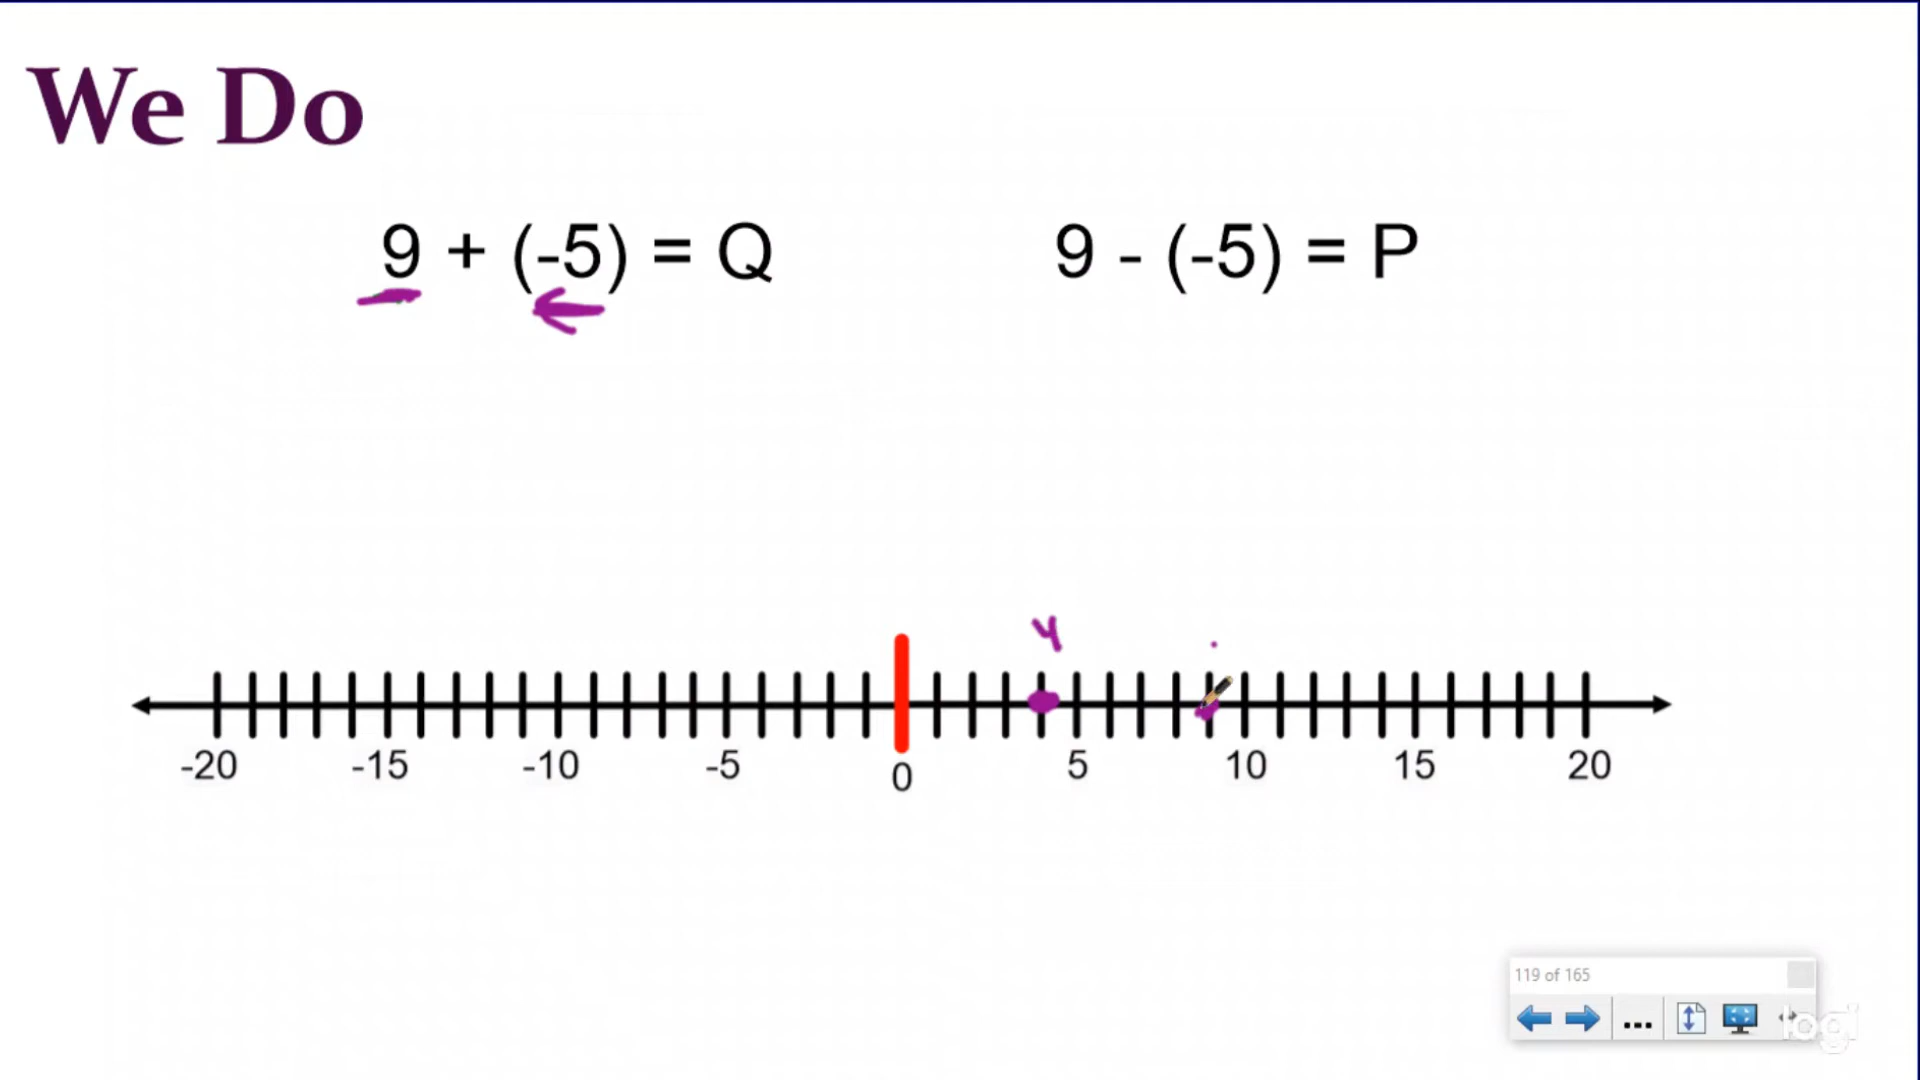 We Do
9 + (-5) = Q
9 - (-5) = P
4
-20 -15 -10 -5 0 5 10 15 20
119 of 165
...
logi